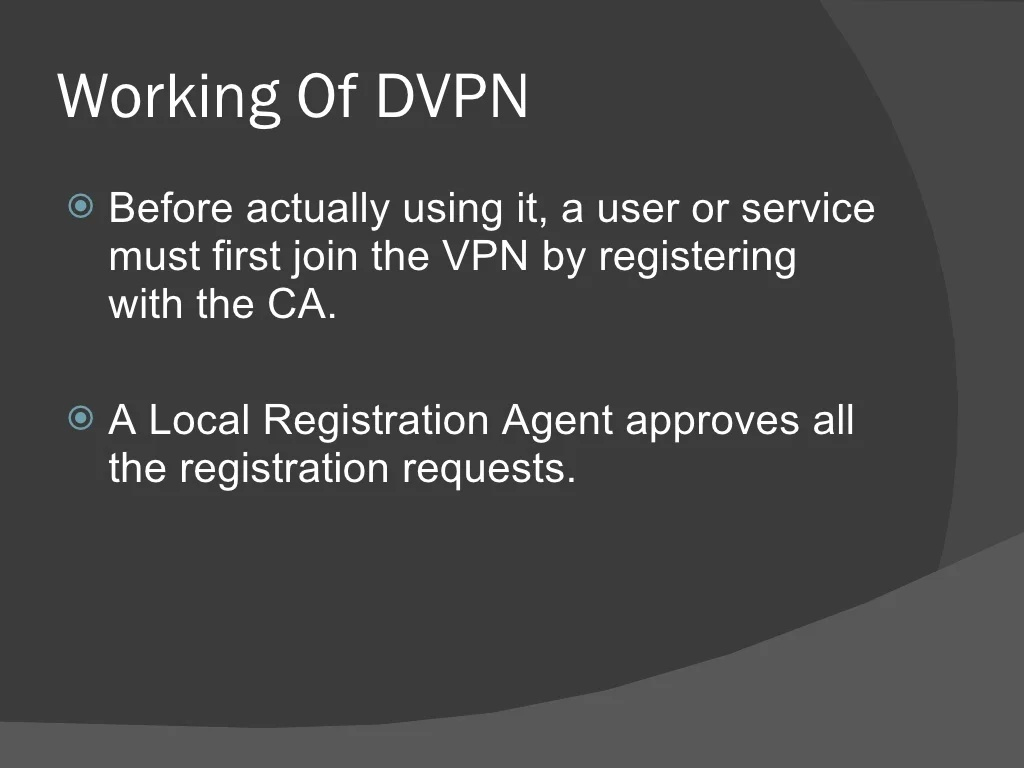 Working Of DVPN
Before actually using it, a user or service
must first join the VPN by registering
with the CA.
A Local Registration Agent approves all
the registration requests.